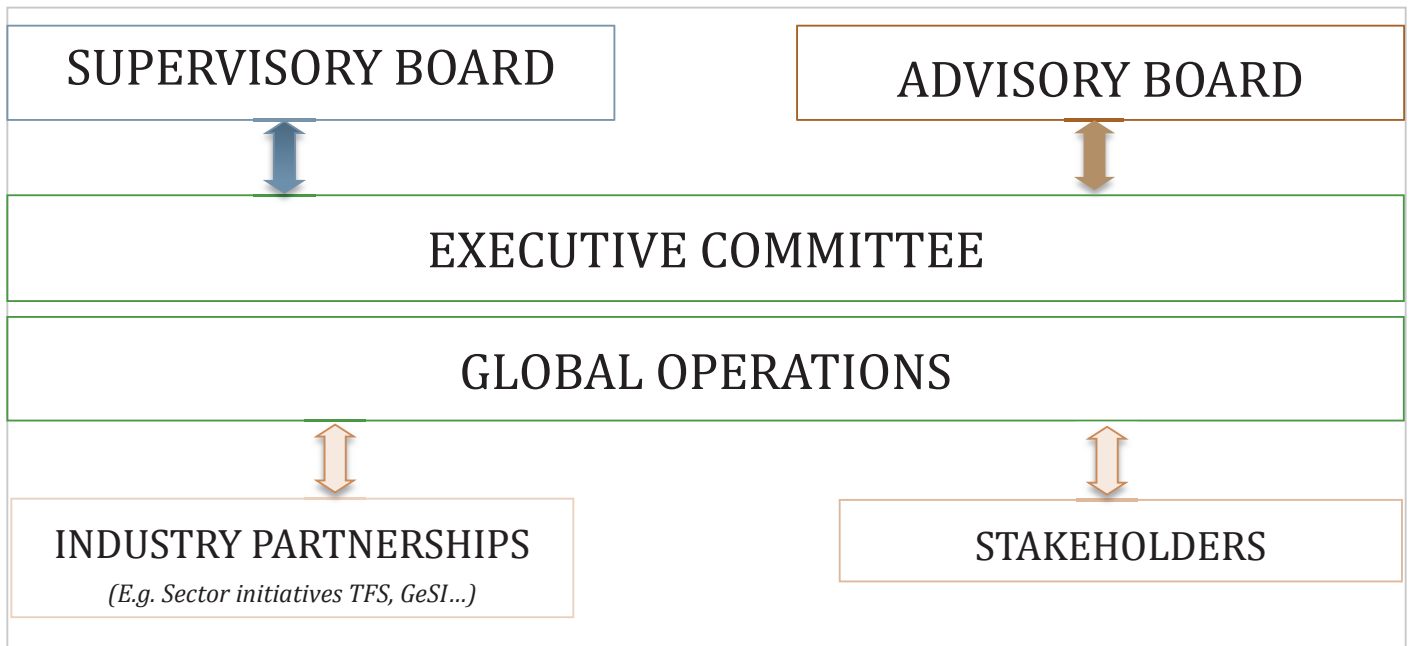 SUPERVISORY BOARD
ADVISORY BOARD
EXECUTIVE COMMITTEE
GLOBAL OPERATIONS
INDUSTRY PARTNERSHIPS
(E.g. Sector initiatives TFS, GeSI...)
STAKEHOLDERS